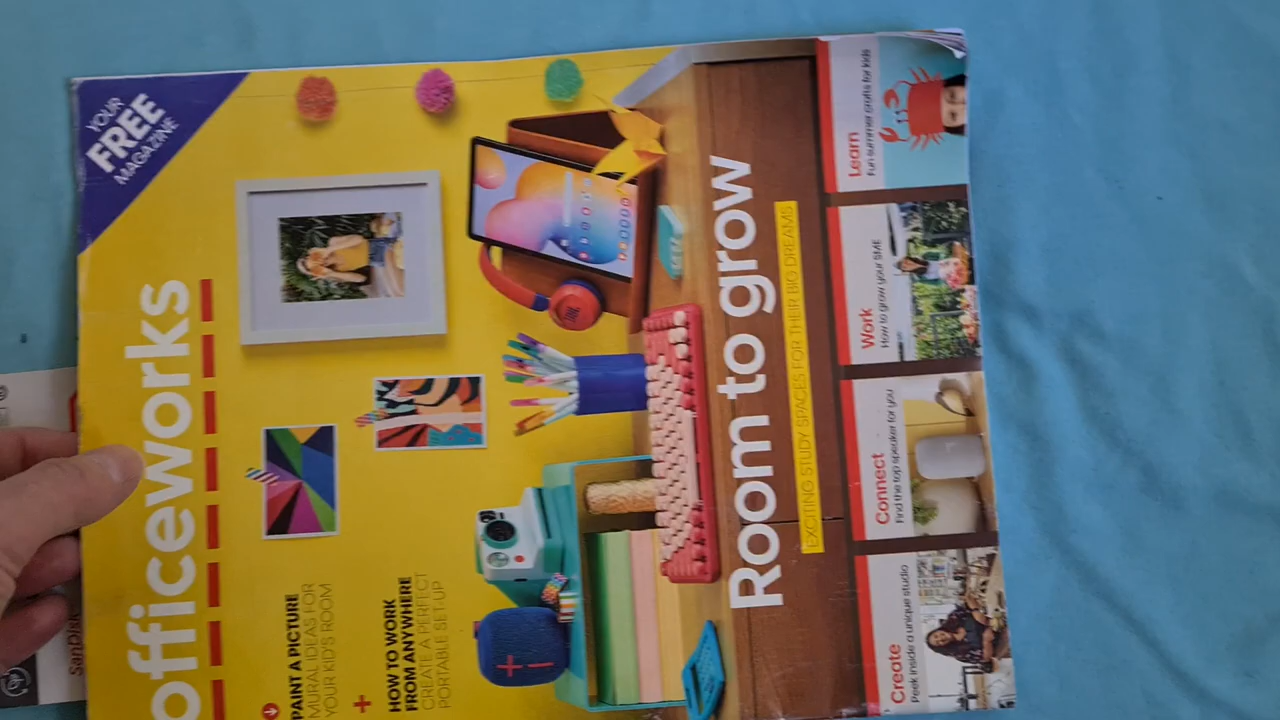 YOUR
FREE
MAGAZINE
officeworks
PAINT A PICTURE
MURAL IDEAS FOR
YOUR KID'S ROOM
+
HOW TO WORK
FROM ANYWHERE
CREATE A PERFECT
PORTABLE SET-UP
JBL
Room to grow
EXCITING STUDY SPACES FOR THEIR BIG DREAMS
Create
Peek inside a unique studio
Connect
Find the top speaker for you
Work
How to grow your SME
Learn
Fun summer crafts for kids
SanDisk